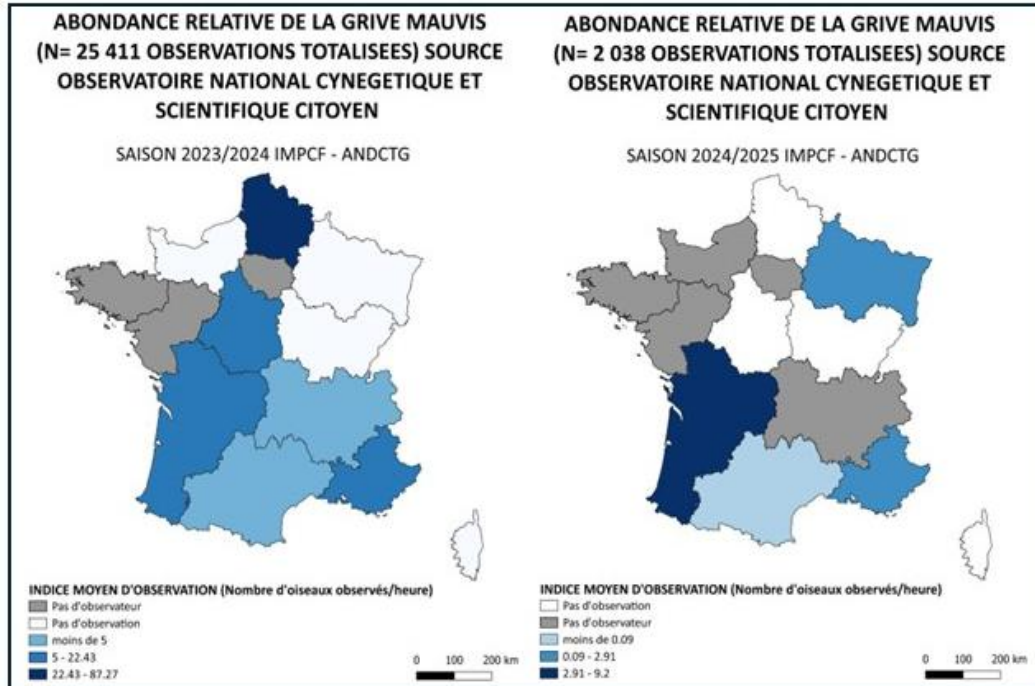 ABONDANCE RELATIVE DE LA GRIVE MAUVIS
(N= 25 411 OBSERVATIONS TOTALISEES) SOURCE
OBSERVATOIRE NATIONAL CYNEGETIQUE ET
SCIENTIFIQUE CITOYEN
SAISON 2023/2024 IMPCF - ANDCTG
INDICE MOYEN D'OBSERVATION (Nombre d'oiseaux observés/heure)
Pas d'observateur
Pas d'observation
moins de 5
5 - 22.43
22.43 - 87.27
0 100 200 km
ABONDANCE RELATIVE DE LA GRIVE MAUVIS
(N= 2 038 OBSERVATIONS TOTALISEES) SOURCE
OBSERVATOIRE NATIONAL CYNEGETIQUE ET
SCIENTIFIQUE CITOYEN
SAISON 2024/2025 IMPCF - ANDCTG
INDICE MOYEN D'OBSERVATION (Nombre d'oiseaux observés/heure)
Pas d'observation
Pas d'observateur
moins de 0.09
0.09 - 2.91
2.91 - 9.2
0 100 200 km